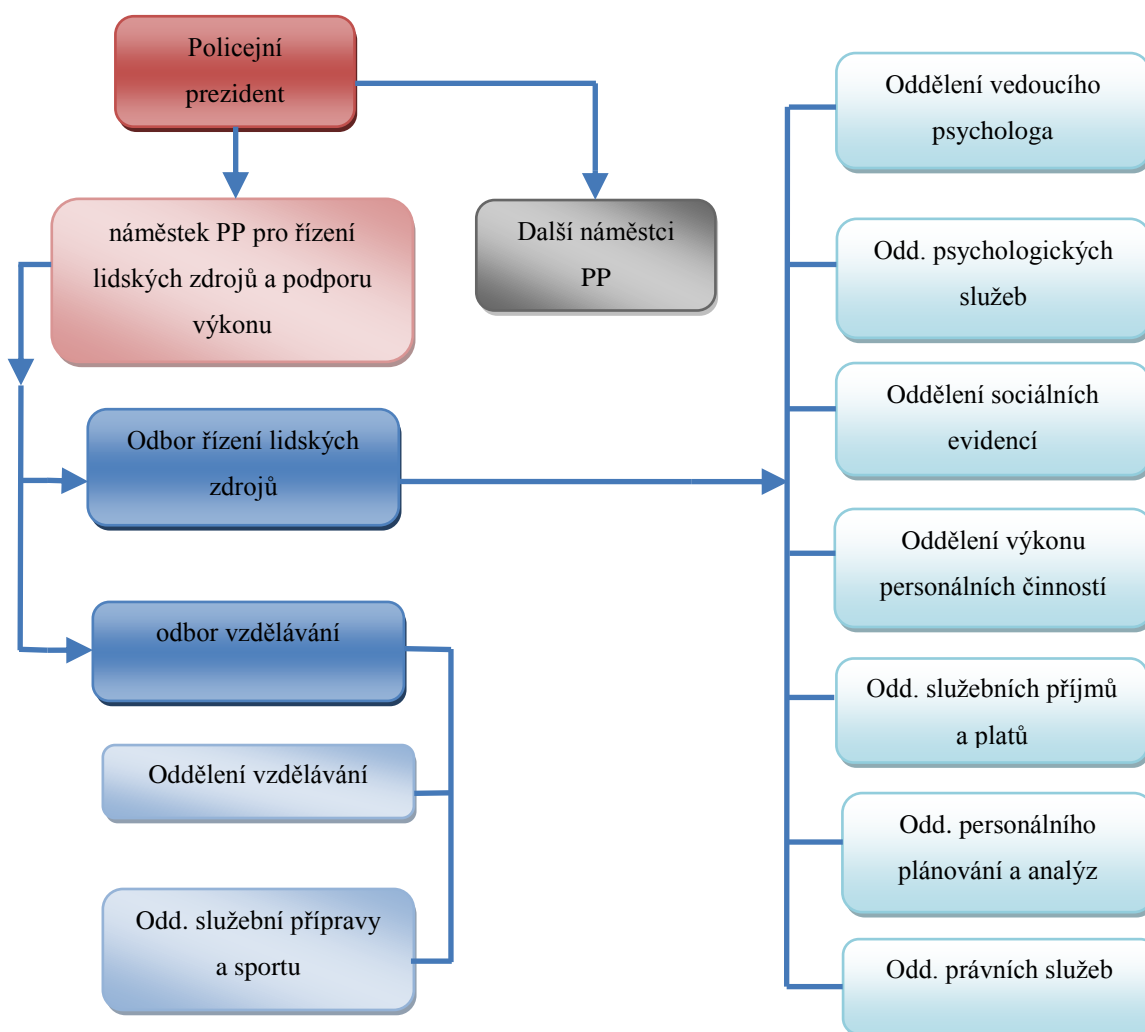 Policejní
prezident
náměstek PP pro řízení
lidských zdrojů a podporu
výkonu
Další náměstci
PP
Odbor řízení lidských
zdrojů
odbor vzdělávání
Oddělení vzdělávání
Odd. služební přípravy
a sportu
Oddělení vedoucího
psychologa
Odd. psychologických
služeb
Oddělení sociálních
evidencí
Oddělení výkonu
personálních činností
Odd. služebních příjmů
a platů
Odd. personálního
plánování a analýz
Odd. právních služeb